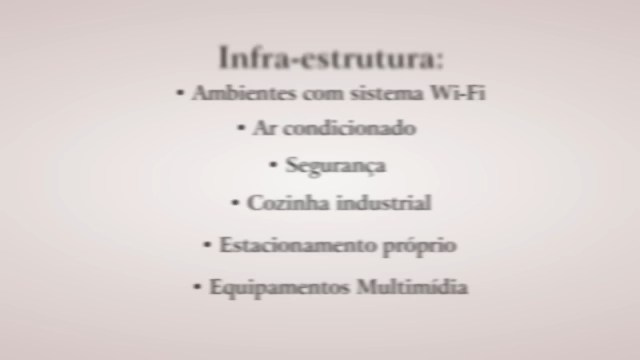 Infra-estrutura:
• Ambientes com sistema Wi-Fi
• Ar condicionado
• Segurança
• Cozinha industrial
• Estacionamento próprio
• Equipamentos Multimídia